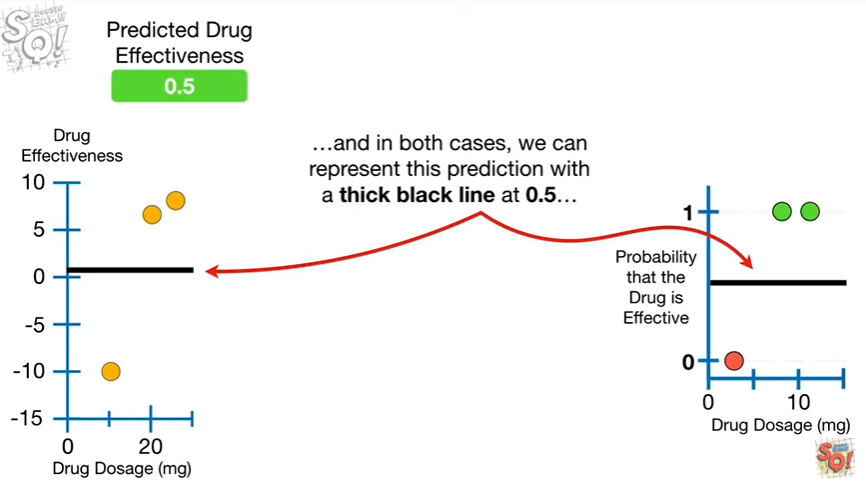 Predicted Drug
Effectiveness
0.5
…and in both cases, we can
represent this prediction with
a thick black line at 0.5…
Drug
Effectiveness
10
5
0
-5
-10
-15
0
20
Drug Dosage (mg)
1
Probability
that the
Drug is
Effective
0
0
10
Drug Dosage (mg)
SQ!
SQ!